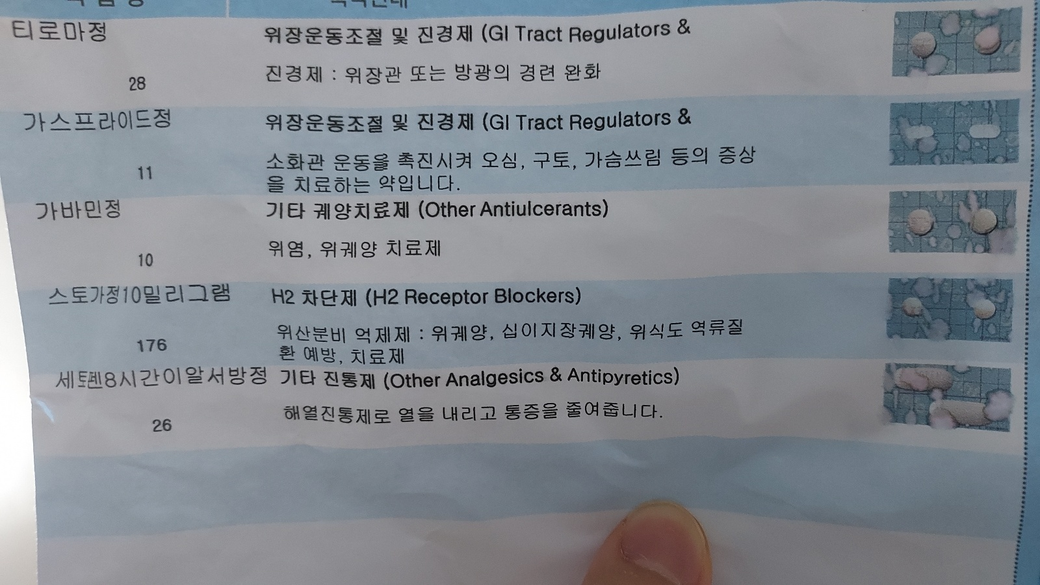 티로마정 위장운동조절 및 진경제 (GI Tract Regulators &
진경제 : 위장관 또는 방광의 경련 완화
28
가스프라이드정 위장운동조절 및 진경제 (GI Tract Regulators &
소화관 운동을 촉진시켜 오심, 구토, 가슴쓰림 등의 증상
11
을 치료하는 약입니다.
가바민정 기타 궤양치료제 (Other Antiulcerants)
위염, 위궤양 치료제
10
스토가정10밀리그램 H2 차단제 (H2 Receptor Blockers)
위산분비 억제제 : 위궤양, 십이지장궤양, 위식도 역류질
176
환 예방, 치료제
세토펜8시간이알서방정 기타 진통제 (Other Analgesics & Antipyretics)
해열진통제로 열을 내리고 통증을 줄여줍니다.
26